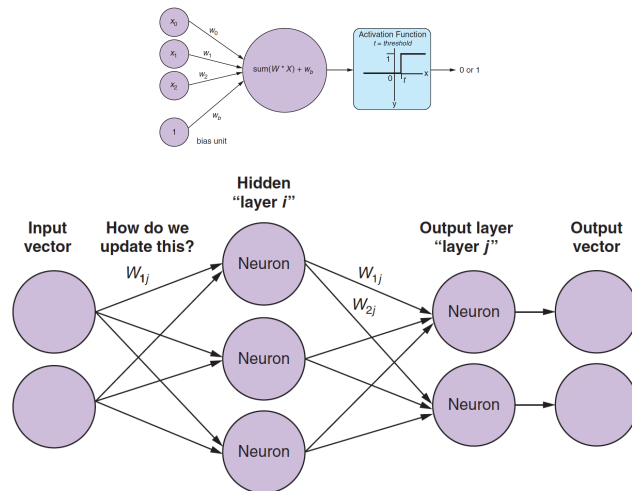 x0
w0
x1
w1
x2
w2
1
wb
bias unit
sum(W * X) + wb
Activation Function
t = threshold
1
0
t
x
y
0 or 1
Input
vector
How do we
update this?
W1j
Hidden
“layer i”
Neuron
Neuron
Neuron
W1j
W2j
Output layer
“layer j”
Neuron
Neuron
Output
vector